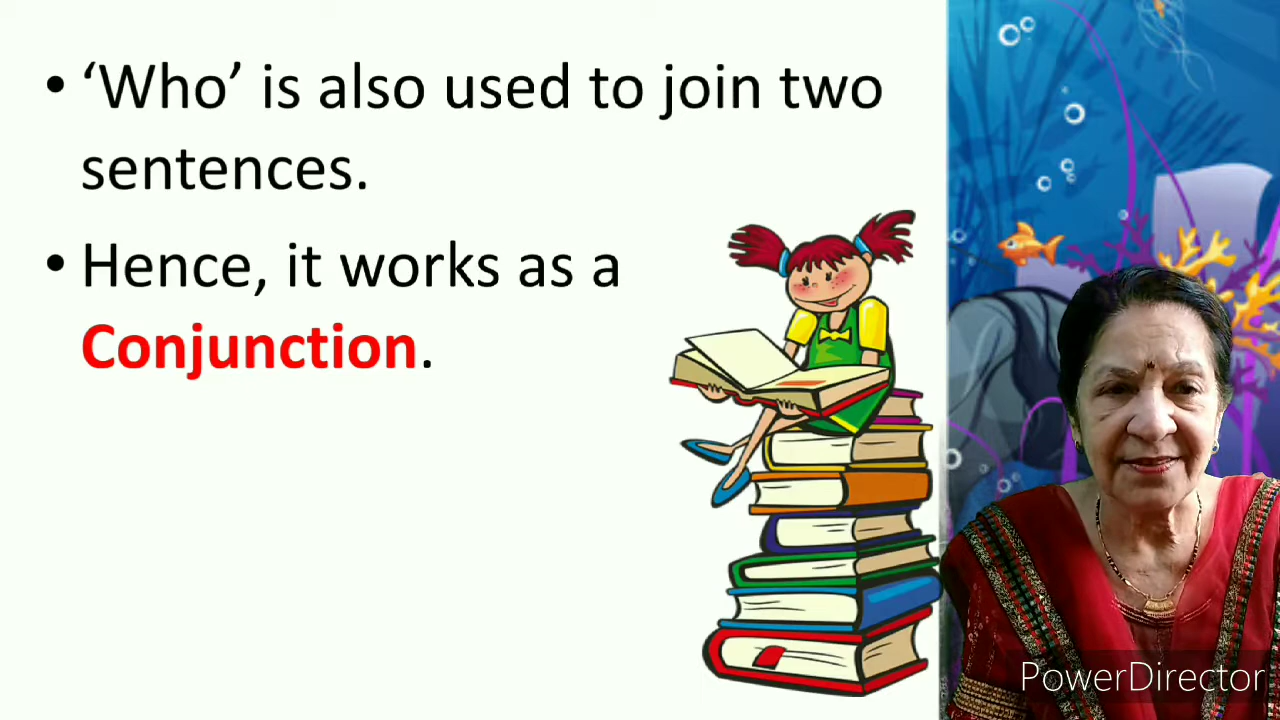 • ‘Who’ is also used to join two
sentences.
• Hence, it works as a
Conjunction.
PowerDirector